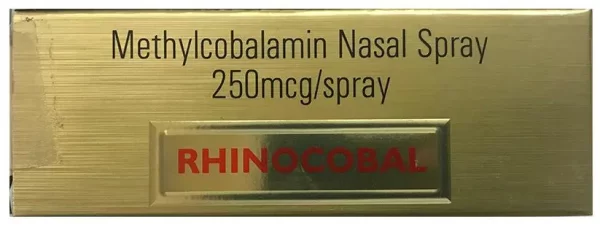 Methylcobalamin Nasal Spray
250mcg/spray
RHINOCOBAL